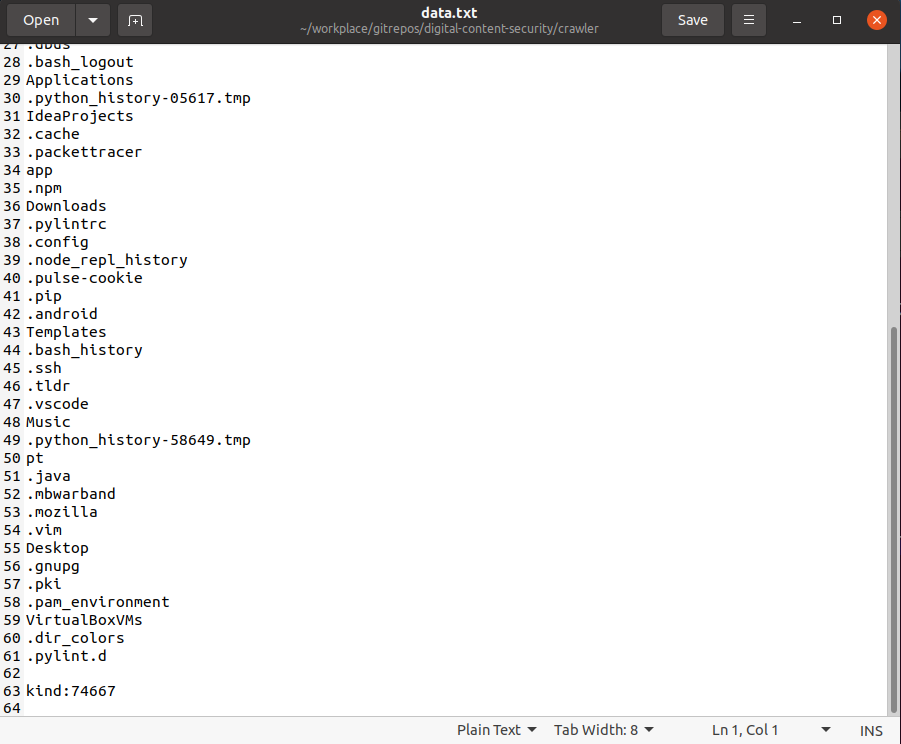 Open
data.txt
~/workplace/gitrepos/digital-content-security/crawler
Save
27 .dbus
28 .bash_logout
29 Applications
30 .python_history-05617.tmp
31 IdeaProjects
32 .cache
33 .packettracer
34 app
35 .npm
36 Downloads
37 .pylintrc
38 .config
39 .node_repl_history
40 .pulse-cookie
41 .pip
42 .android
43 Templates
44 .bash_history
45 .ssh
46 .tldr
47 .vscode
48 Music
49 .python_history-58649.tmp
50 pt
51 .java
52 .mbwarband
53 .mozilla
54 .vim
55 Desktop
56 .gnupg
57 .pki
58 .pam_environment
59 VirtualBoxVMs
60 .dir_colors
61 .pylint.d
62
63 kind:74667
64
Plain Text Tab Width: 8 Ln 1, Col 1 INS